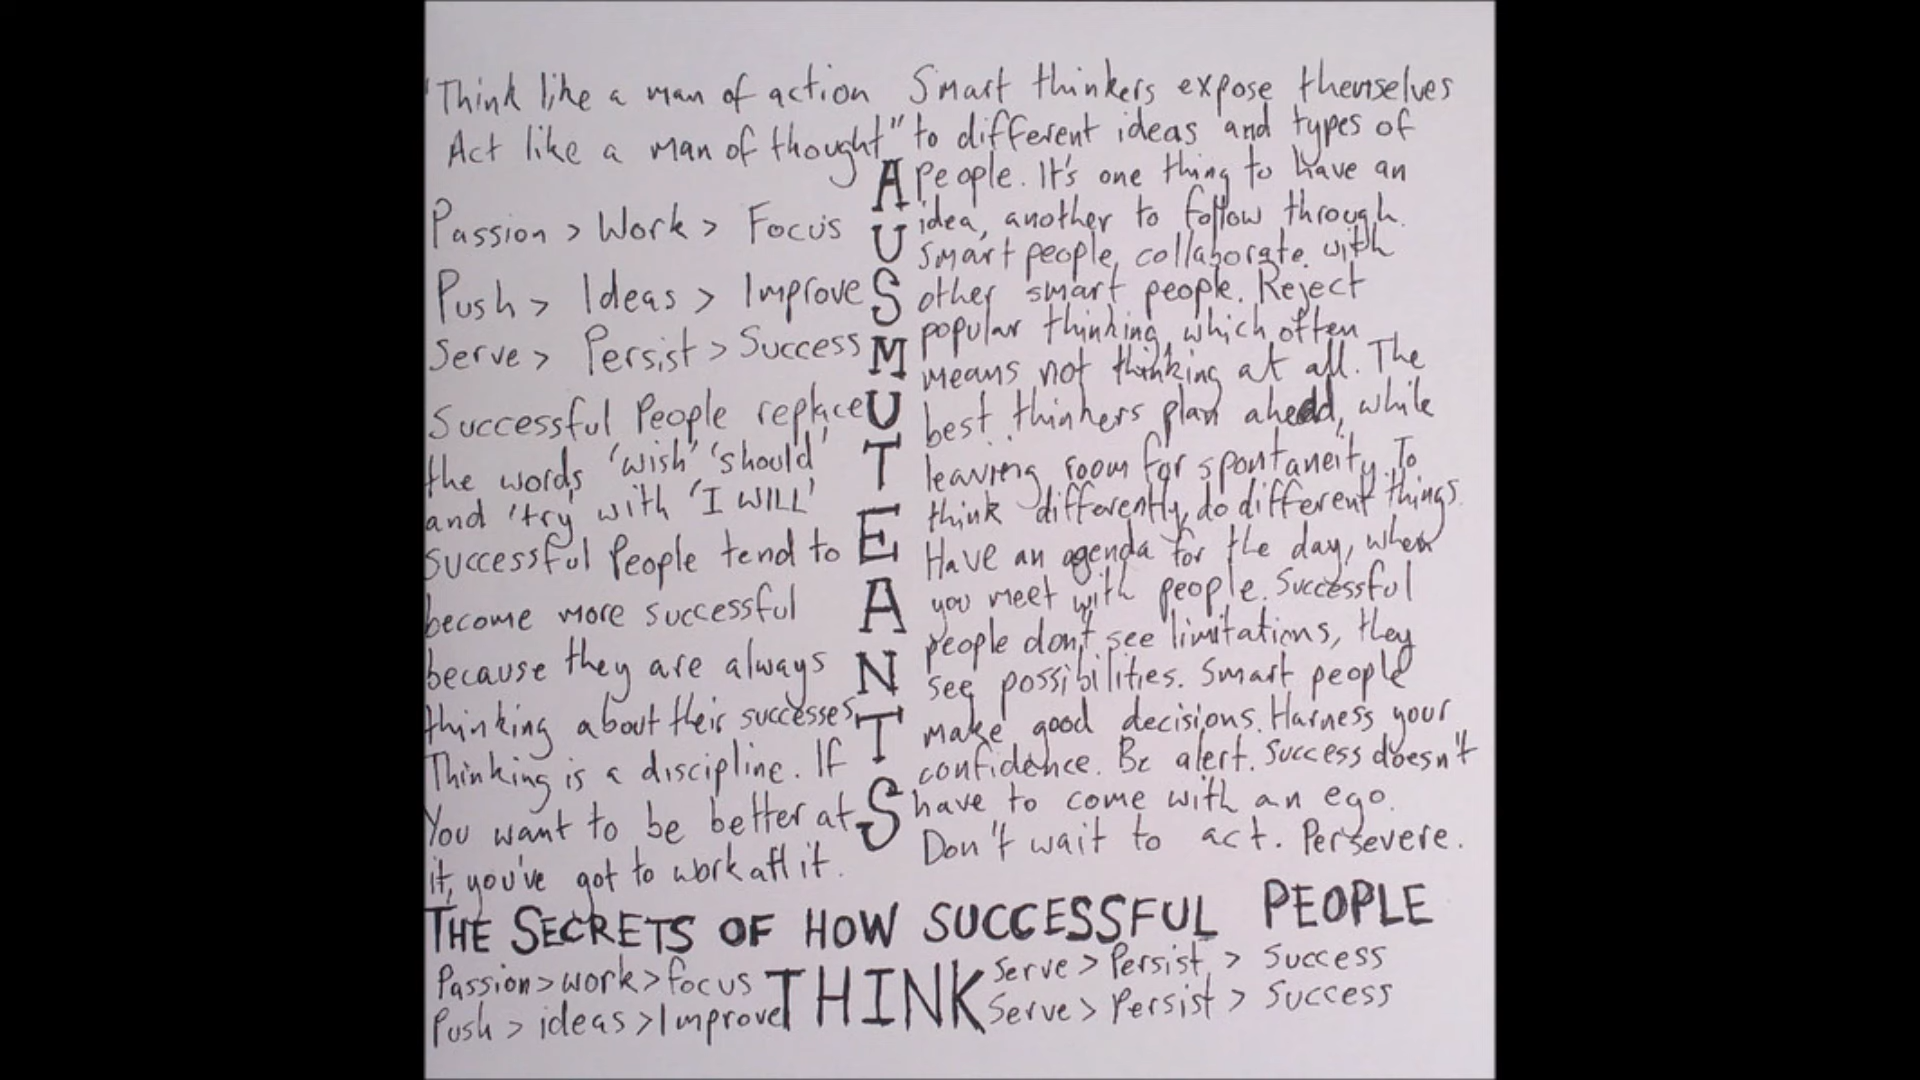 "Think like a man of action
Act like a man of thought"
Passion > Work > Focus
Push > Ideas > Improve
Serve > Persist > Success
Successful People replace
the words 'wish' 'should'
and 'try' with 'I WILL'
Successful People tend to
become more successful
because they are always
thinking about their successes.
Thinking is a discipline. If
You want to be better at
it, you've got to work at it.
AUSMUTEANTS
Smart thinkers expose themselves
to different ideas and types of
People. It's one thing to have an
idea, another to follow through.
Smart people, collaborate with
other smart people. Reject
popular thinking, which often
means not thinking at all. The
best thinkers plan ahead, while
leaving room for spontaneity. To
think differently, do different things.
Have an agenda for the day, when
you meet with people. Successful
people don't see limitations, they
see possibilities. Smart people
make good decisions. Harness your
confidence. Be alert. Success doesn't
have to come with an ego.
Don't wait to act. Persevere.
THE SECRETS OF HOW SUCCESSFUL PEOPLE
THINK
Passion > work > focus
Push > ideas > Improve
Serve > Persist > Success
Serve > Persist > Success